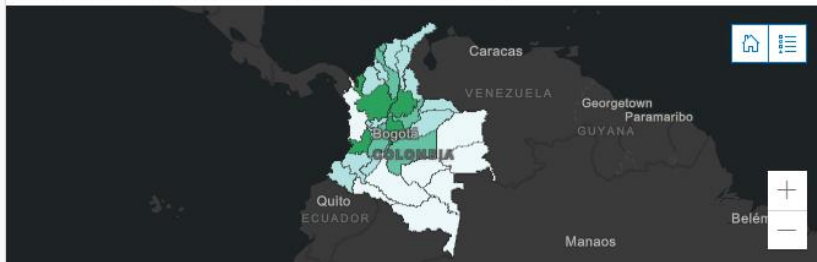 Caracas
VENEZUELA
Georgetown
Paramaribo
GUYANA
Bogotá
COLOMBIA
Quito
ECUADOR
Manaos
Belém